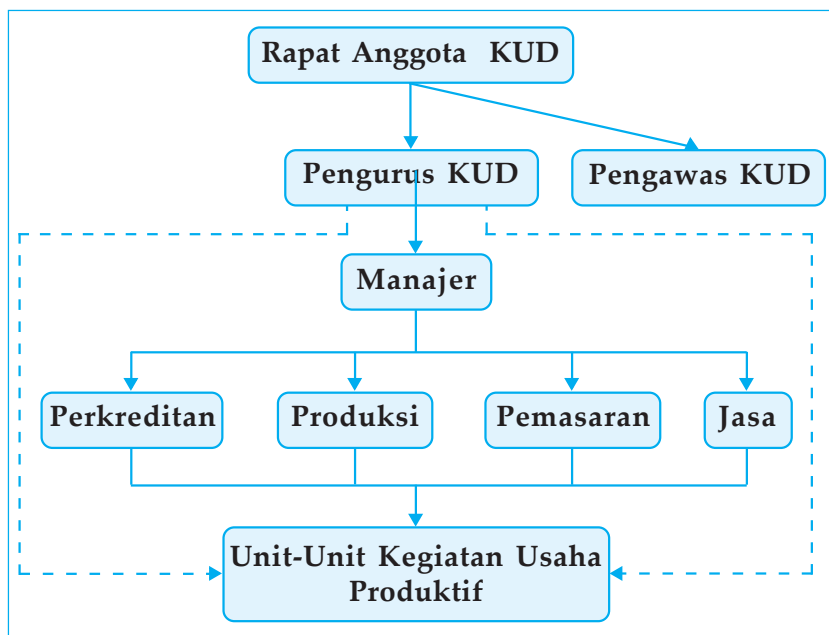 Rapat Anggota KUD
Pengurus KUD
Pengawas KUD
Manajer
Perkreditan
Produksi
Pemasaran
Jasa
Unit-Unit Kegiatan Usaha
Produktif